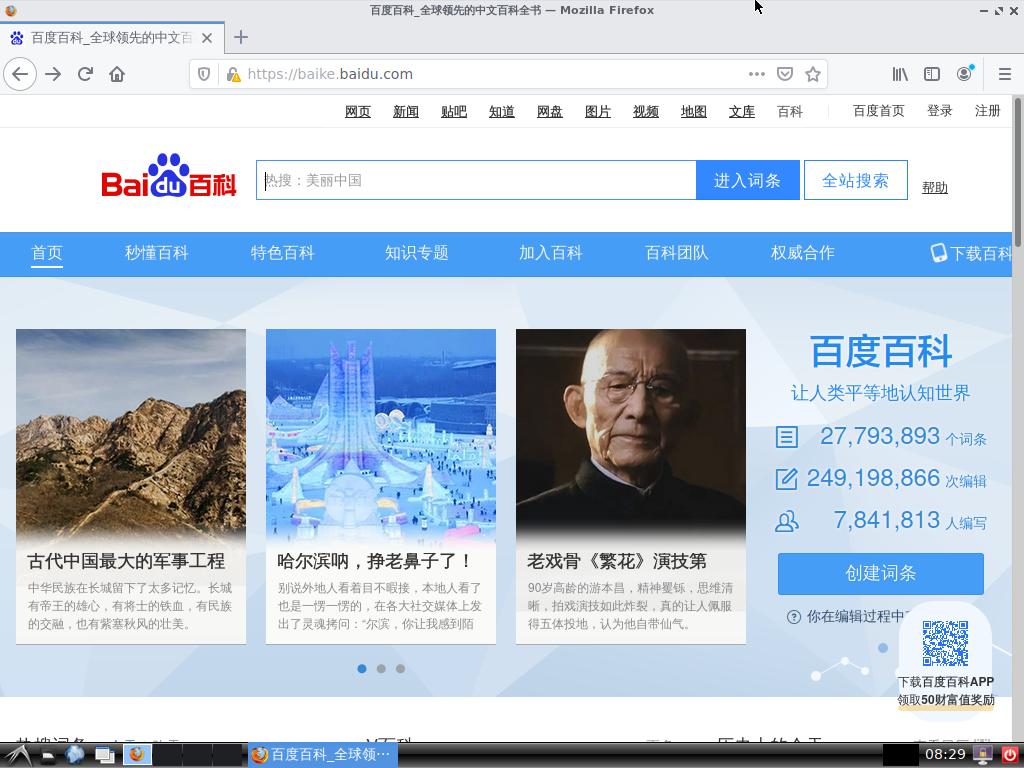 百度百科_全球领先的中文百科全书 — Mozilla Firefox
百度百科_全球领先的中文百
https://baike.baidu.com
网页 新闻 贴吧 知道 网盘 图片 视频 地图 文库 百科 百度首页 登录 注册
Bai du 百科
热搜：美丽中国
进入词条
全站搜索
帮助
首页 秒懂百科 特色百科 知识专题 加入百科 百科团队 权威合作 下载百科
古代中国最大的军事工程
中华民族在长城留下了太多记忆。长城
有帝王的雄心，有将士的铁血，有民族
的交融，也有紫塞秋风的壮美。
哈尔滨呐，挣老鼻子了！
别说外地人看着目不暇接，本地人看了
也是一愣一愣的，在各大社交媒体上发
出了灵魂拷问：“尔滨，你让我感到陌
老戏骨《繁花》演技第
90岁高龄的游本昌，精神矍铄，思维清
晰，拍戏演技如此炸裂，真的让人佩服
得五体投地，认为他自带仙气。
百度百科
让人类平等地认知世界
27,793,893 个词条
249,198,866 次编辑
7,841,813 人编写
创建词条
你在编辑过程中
下载百度百科APP
领取50财富值奖励
百度百科_全球领···
08:29